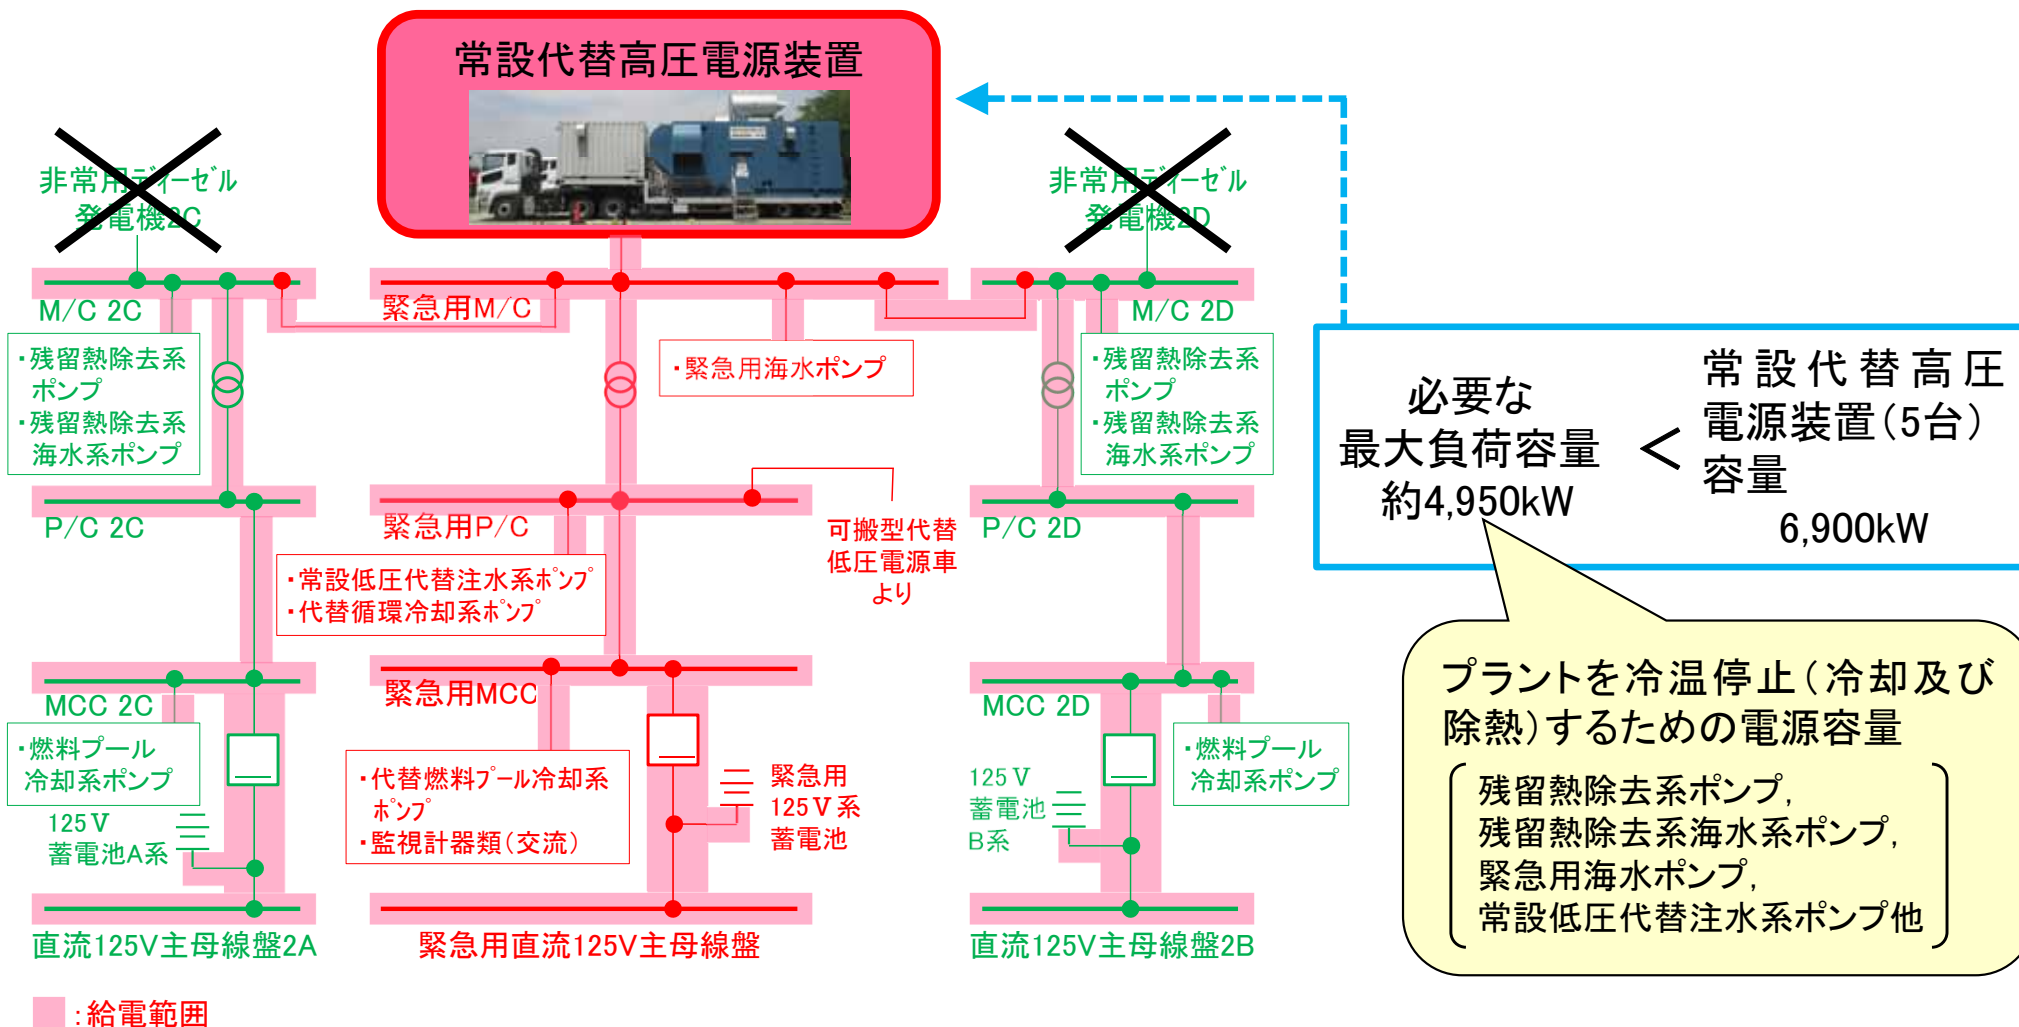 常設代替高圧電源装置
非常用ディーゼル
発電機2C
非常用ディーゼル
発電機2D
M/C 2C
緊急用M/C
M/C 2D
・残留熱除去系
ポンプ
・残留熱除去系
海水系ポンプ
・緊急用海水ポンプ
・残留熱除去系
ポンプ
・残留熱除去系
海水系ポンプ
必要な
最大負荷容量
約4,950kW
＜
常設代替高圧
電源装置(5台)
容量
6,900kW
P/C 2C
緊急用P/C
可搬型代替
低圧電源車
より
P/C 2D
・常設低圧代替注水系ポンプ
・代替循環冷却系ポンプ
MCC 2C
緊急用MCC
MCC 2D
・燃料プール
冷却系ポンプ
・代替燃料プール冷却系
ポンプ
・監視計器類(交流)
・燃料プール
冷却系ポンプ
125V
蓄電池A系
緊急用
125V系
蓄電池
125V
蓄電池
B系
直流125V主母線盤2A
緊急用直流125V主母線盤
直流125V主母線盤2B
プラントを冷温停止(冷却及び
除熱)するための電源容量
残留熱除去系ポンプ,
残留熱除去系海水系ポンプ,
緊急用海水ポンプ,
常設低圧代替注水系ポンプ他
：給電範囲